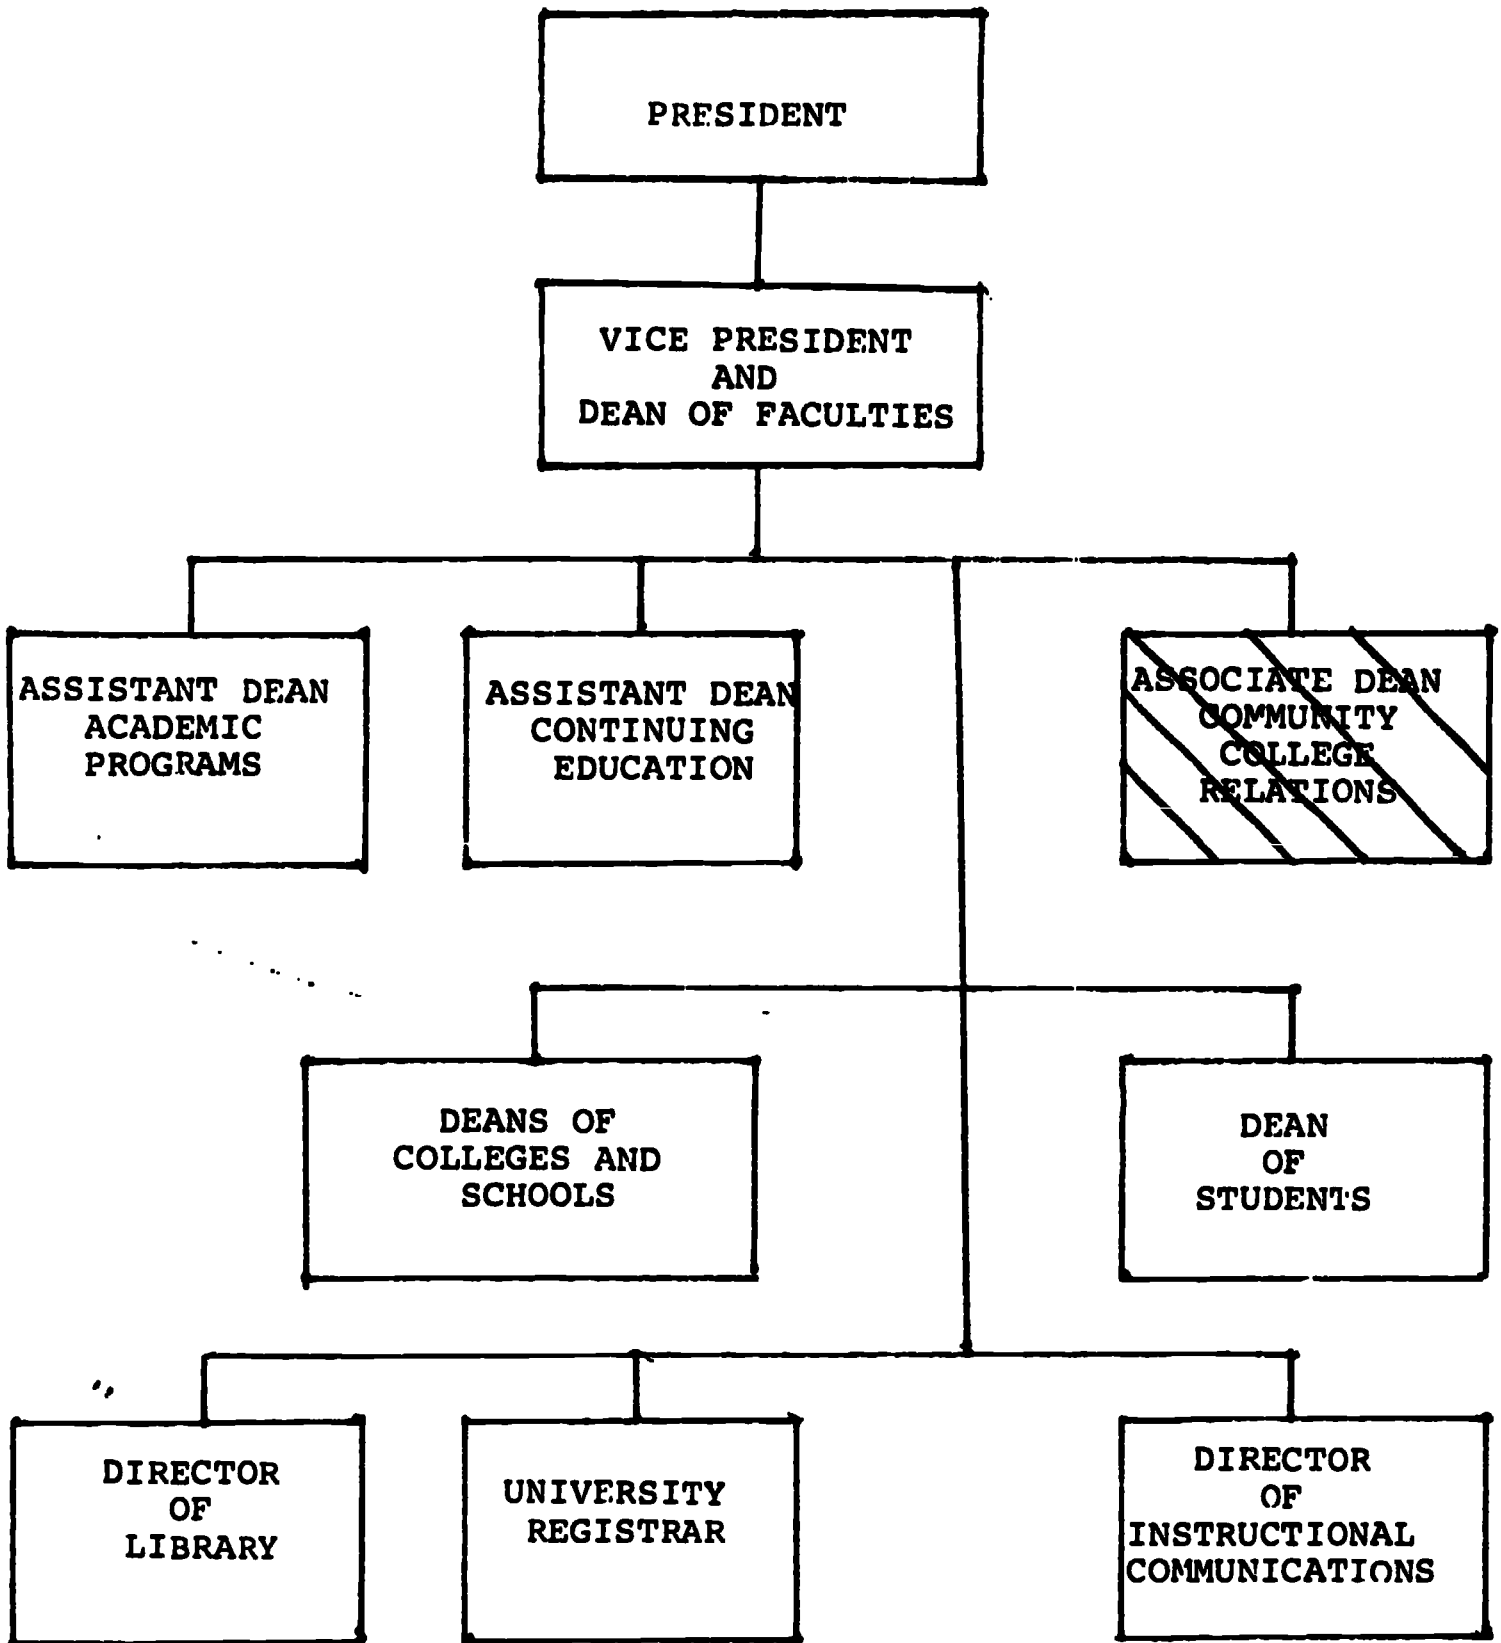 PRESIDENT
VICE PRESIDENT
AND
DEAN OF FACULTIES
ASSISTANT DEAN
ACADEMIC
PROGRAMS
ASSISTANT DEAN
CONTINUING
EDUCATION
ASSOCIATE DEAN
COMMUNITY
COLLEGE
RELATIONS
DEANS OF
COLLEGES AND
SCHOOLS
DEAN
OF
STUDENTS
DIRECTOR
OF
LIBRARY
UNIVERSITY
REGISTRAR
DIRECTOR
OF
INSTRUCTIONAL
COMMUNICATIONS